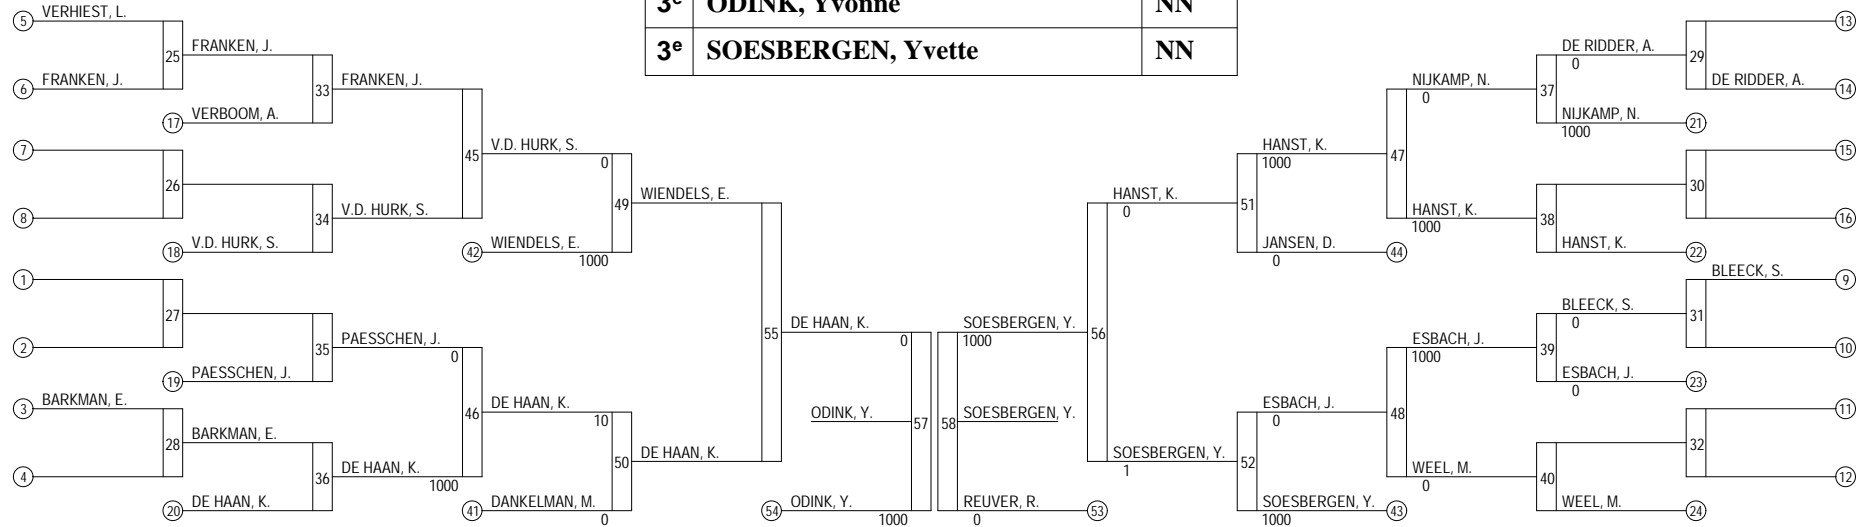 3e ODINK, Yvonne NN
3e SOESBERGEN, Yvette NN
5 VERHIEST, L.
25 FRANKEN, J.
6 FRANKEN, J.
33 FRANKEN, J.
17 VERBOOM, A.
7
45 V.D. HURK, S.
0
26
8
34 V.D. HURK, S.
18 V.D. HURK, S.
49 WIENDELS, E.
42 WIENDELS, E.
1000
1
27
2
35 PAESSCHEN, J.
0
19 PAESSCHEN, J.
55 DE HAAN, K.
0
3 BARKMAN, E.
46 DE HAAN, K.
10
28 BARKMAN, E.
4
36 DE HAAN, K.
1000
20 DE HAAN, K.
50 DE HAAN, K.
41 DANKELMAN, M.
0
ODINK, Y. 57
54 ODINK, Y.
1000
58 SOESBERGEN, Y.
SOESBERGEN, Y. 56
1000
REUVER, R. 53
0
HANST, K. 51
0
SOESBERGEN, Y. 52
1
HANST, K. 47
1000
JANSEN, D. 44
0
ESBACH, J. 48
0
SOESBERGEN, Y. 43
1000
NIJKAMP, N. 37
0
HANST, K. 38
1000
ESBACH, J. 39
1000
WEEL, M. 40
0
DE RIDDER, A. 29
0
NIJKAMP, N. 21
1000
30
HANST, K. 22
BLEECK, S. 31
0
ESBACH, J. 23
0
32
WEEL, M. 24
13
DE RIDDER, A. 14
15
16
BLEECK, S. 9
10
11
12